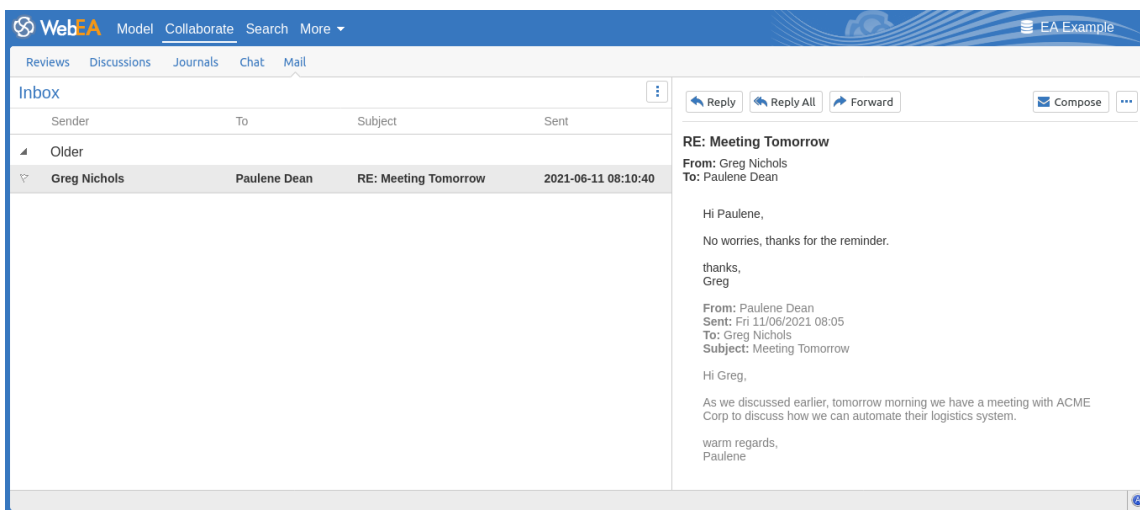 WebEA Model Collaborate Search More EA Example
Reviews Discussions Journals Chat Mail
Inbox
Sender To Subject Sent
Older
Greg Nichols Paulene Dean RE: Meeting Tomorrow 2021-06-11 08:10:40
Reply Reply All Forward Compose
RE: Meeting Tomorrow
From: Greg Nichols
To: Paulene Dean
Hi Paulene,
No worries, thanks for the reminder.
thanks,
Greg
From: Paulene Dean
Sent: Fri 11/06/2021 08:05
To: Greg Nichols
Subject: Meeting Tomorrow
Hi Greg,
As we discussed earlier, tomorrow morning we have a meeting with ACME
Corp to discuss how we can automate their logistics system.
warm regards,
Paulene